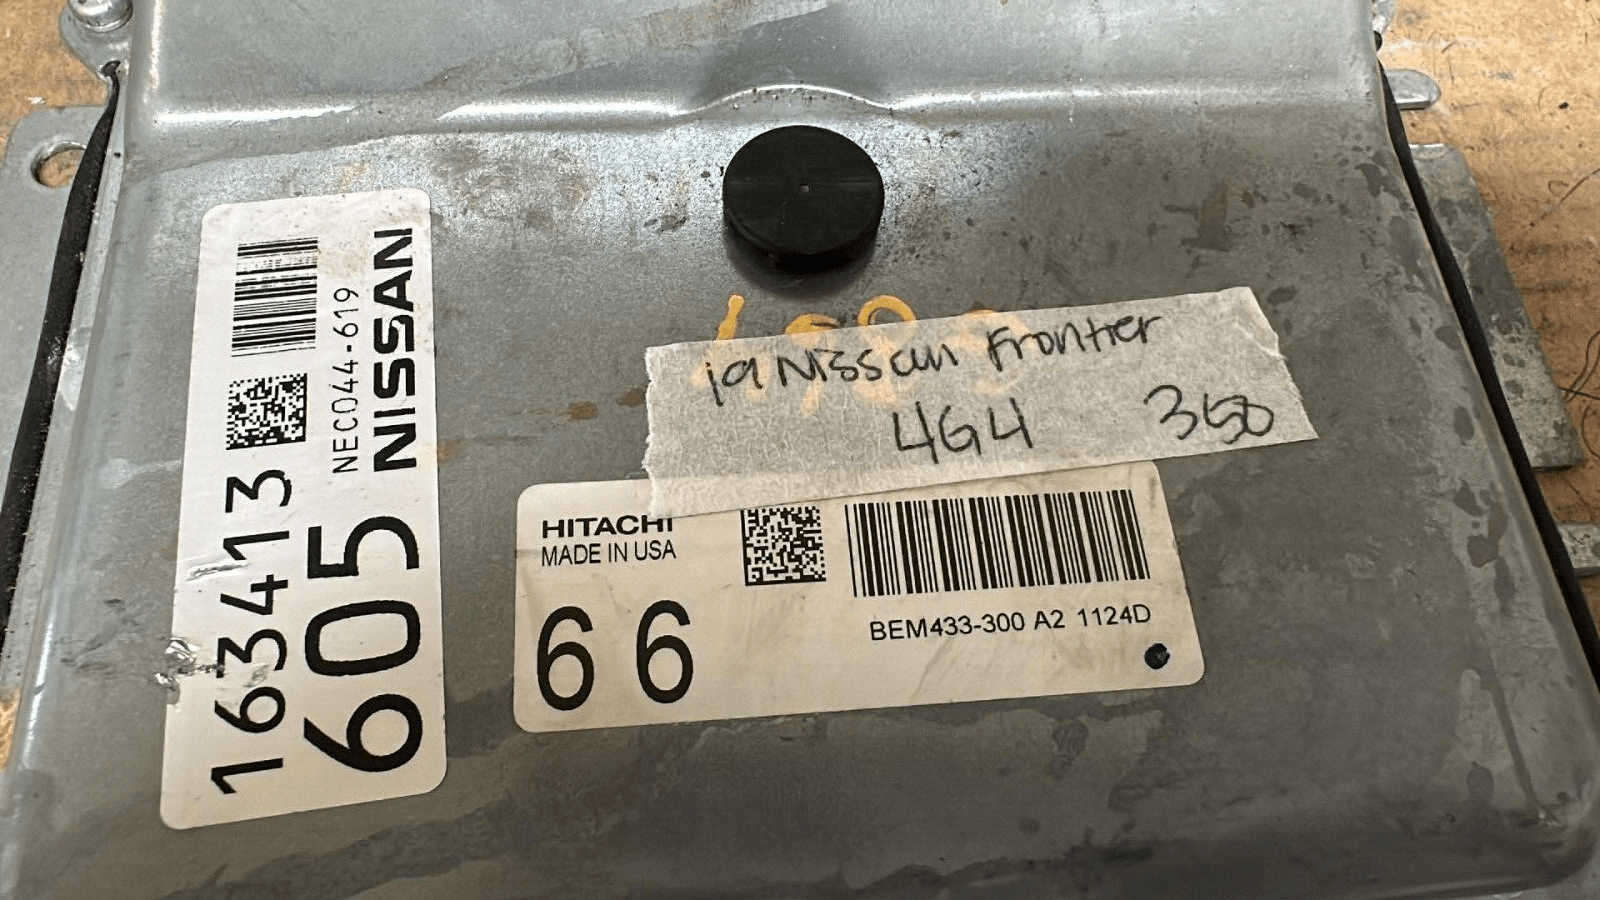 NISSAN
NEC044-619
605
163413
19 Nissan Frontier
4G4 350
HITACHI
MADE IN USA
66
BEM433-300 A2 1124D